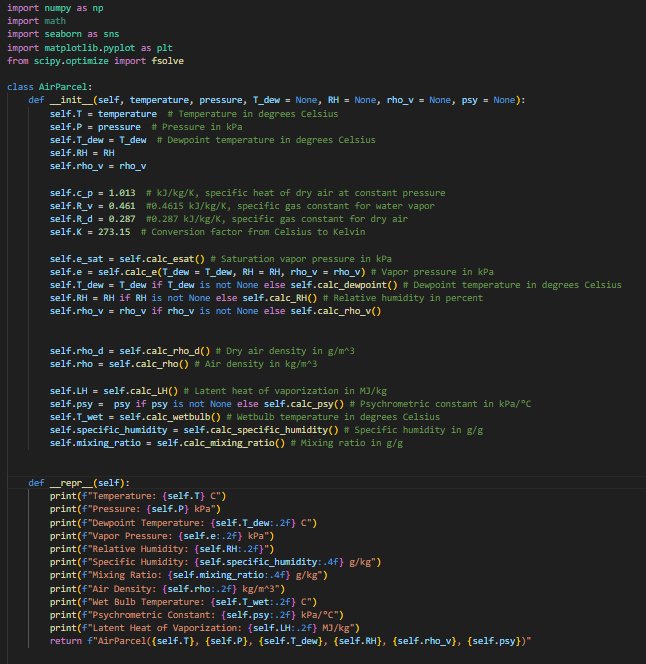 import numpy as np
import math
import seaborn as sns
import matplotlib.pyplot as plt
from scipy.optimize import fsolve

class AirParcel:
    def __init__(self, temperature, pressure, T_dew = None, RH = None, rho_v = None, psy = None):
        self.T = temperature  # Temperature in degrees Celsius
        self.P = pressure  # Pressure in kPa
        self.T_dew = T_dew  # Dewpoint temperature in degrees Celsius
        self.RH = RH
        self.rho_v = rho_v

        self.c_p = 1.013  # kJ/kg/K, specific heat of dry air at constant pressure
        self.R_v = 0.461  #0.4615 kJ/kg/K, specific gas constant for water vapor
        self.R_d = 0.287  #0.287 kJ/kg/K, specific gas constant for dry air
        self.K = 273.15  # Conversion factor from Celsius to Kelvin

        self.e_sat = self.calc_esat() # Saturation vapor pressure in kPa
        self.e = self.calc_e(T_dew = T_dew, RH = RH, rho_v = rho_v) # Vapor pressure in kPa
        self.T_dew = T_dew if T_dew is not None else self.calc_dewpoint() # Dewpoint temperature in degrees Celsius
        self.RH = RH if RH is not None else self.calc_RH() # Relative humidity in percent
        self.rho_v = rho_v if rho_v is not None else self.calc_rho_v()


        self.rho_d = self.calc_rho_d() # Dry air density in g/m^3
        self.rho = self.calc_rho() # Air density in kg/m^3

        self.LH = self.calc_LH() # Latent heat of vaporization in MJ/kg
        self.psy =  psy if psy is not None else self.calc_psy() # Psychrometric constant in kPa/°C
        self.T_wet = self.calc_wetbulb() # Wetbulb temperature in degrees Celsius
        self.specific_humidity = self.calc_specific_humidity() # Specific humidity in g/g
        self.mixing_ratio = self.calc_mixing_ratio() # Mixing ratio in g/g


    def __repr__(self):
        print(f"Temperature: {self.T} C")
        print(f"Pressure: {self.P} kPa")
        print(f"Dewpoint Temperature: {self.T_dew:.2f} C")
        print(f"Vapor Pressure: {self.e:.2f} kPa")
        print(f"Relative Humidity: {self.RH:.2f}")
        print(f"Specific Humidity: {self.specific_humidity:.4f} g/kg")
        print(f"Mixing Ratio: {self.mixing_ratio:.4f} g/kg")
        print(f"Air Density: {self.rho:.2f} kg/m^3")
        print(f"Wet Bulb Temperature: {self.T_wet:.2f} C")
        print(f"Psychrometric Constant: {self.psy:.2f} kPa/°C")
        print(f"Latent Heat of Vaporization: {self.LH:.2f} MJ/kg")
        return f"AirParcel({self.T}, {self.P}, {self.T_dew}, {self.RH}, {self.rho_v}, {self.psy})"